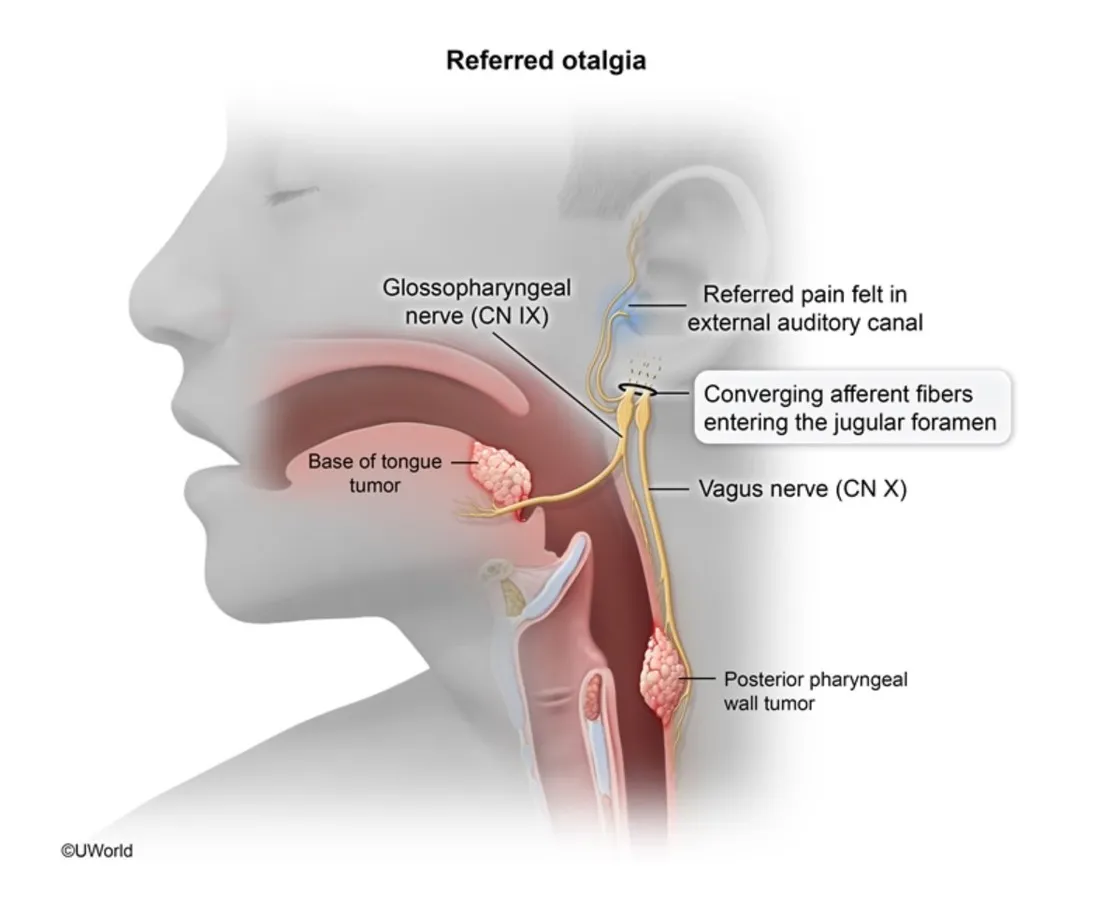 Referred otalgia
Glossopharyngeal
nerve (CN IX)
Referred pain felt in
external auditory canal
Converging afferent fibers
entering the jugular foramen
Base of tongue
tumor
Vagus nerve (CN X)
Posterior pharyngeal
wall tumor
©UWorld